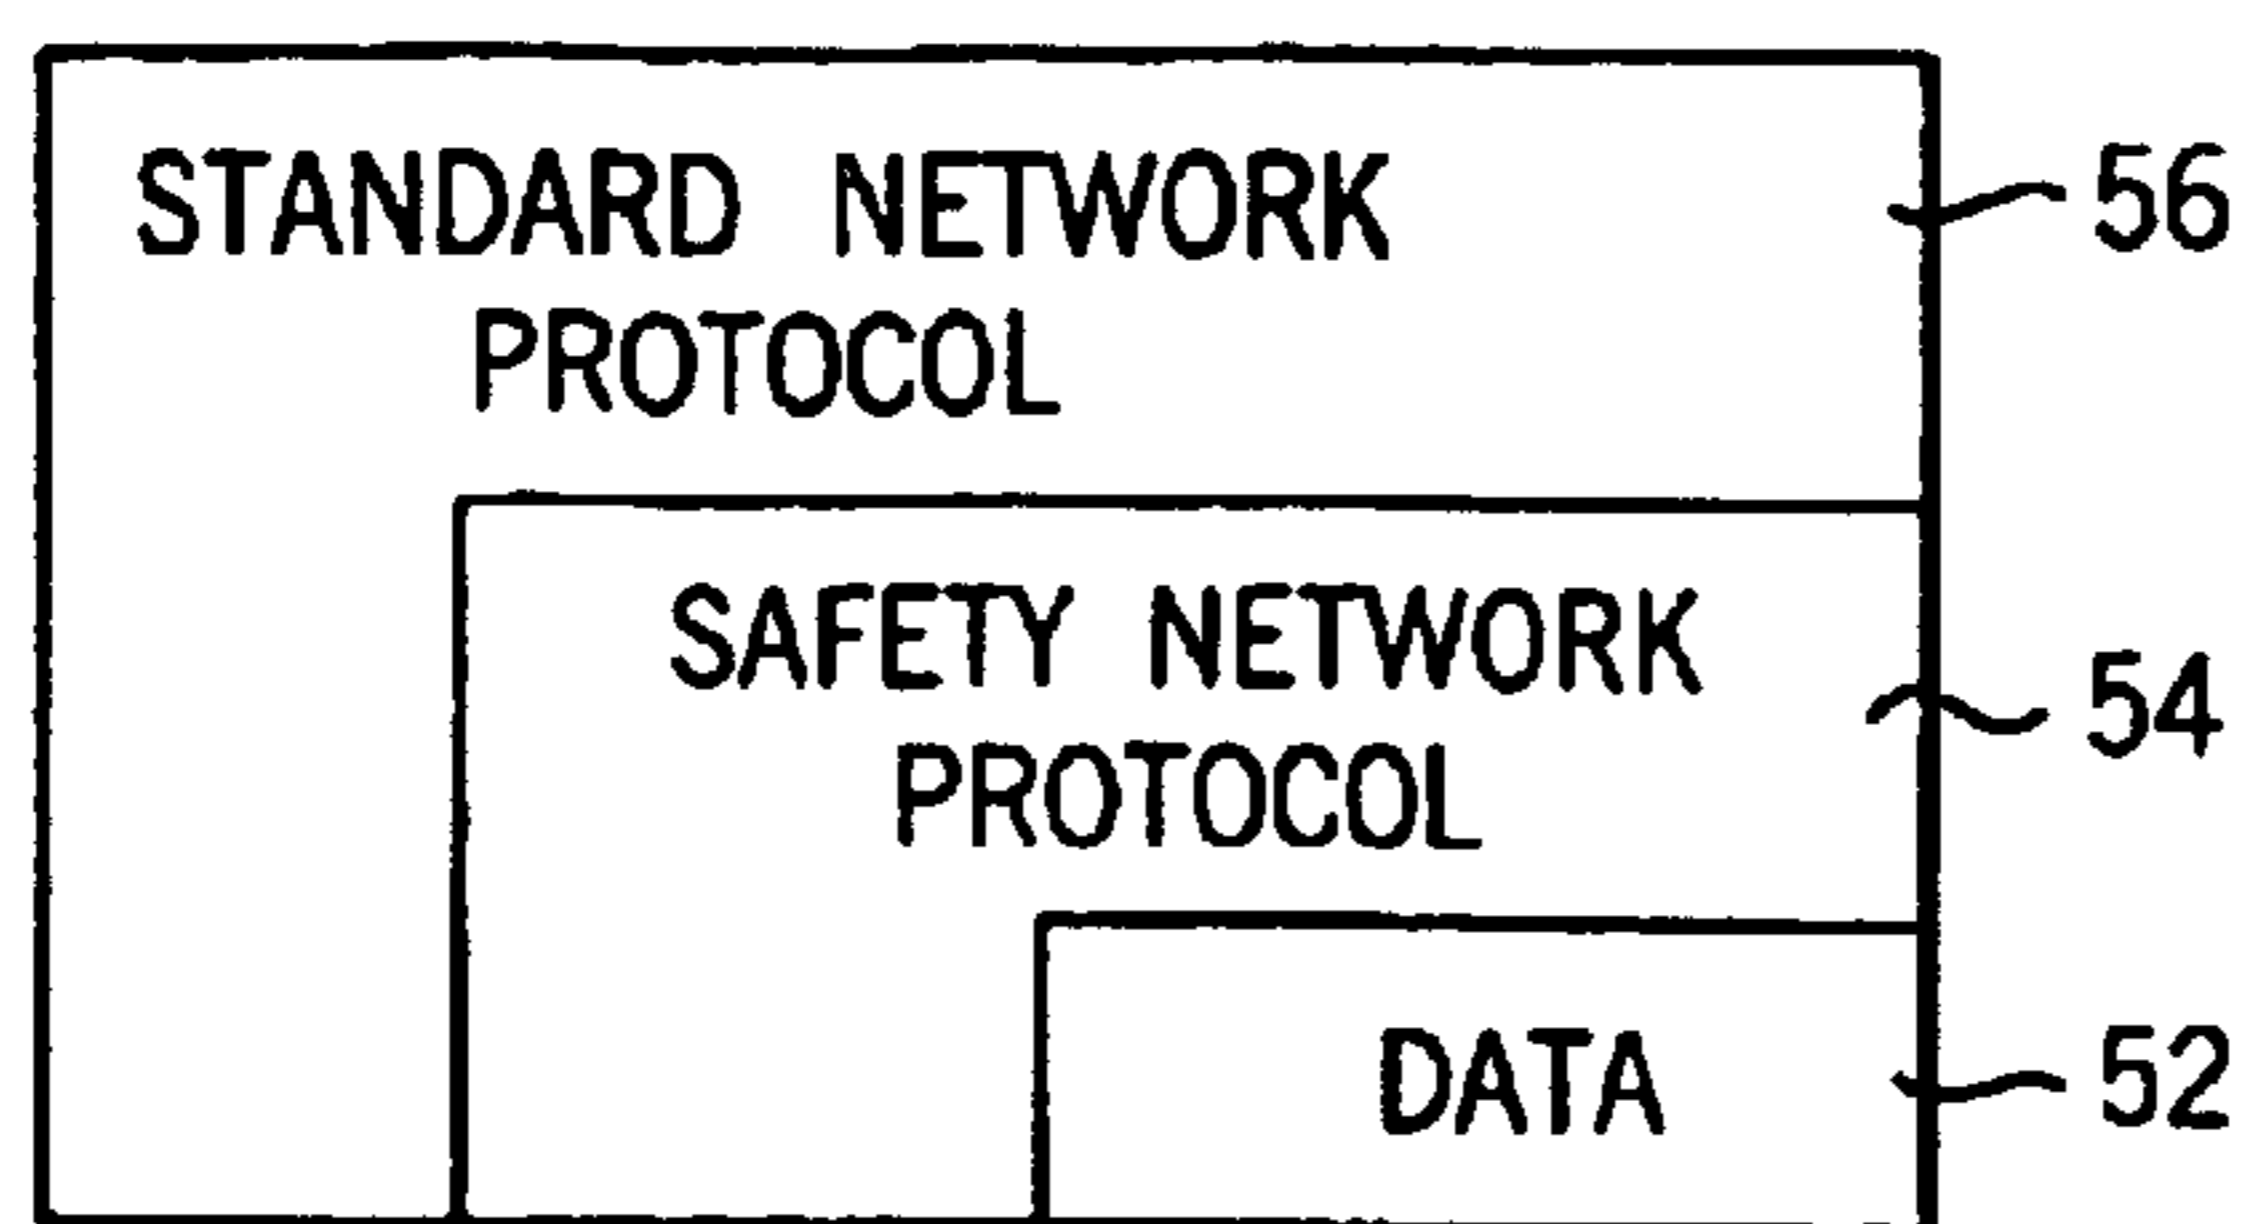 STANDARD NETWORK
PROTOCOL
56
SAFETY NETWORK
PROTOCOL
54
DATA
52